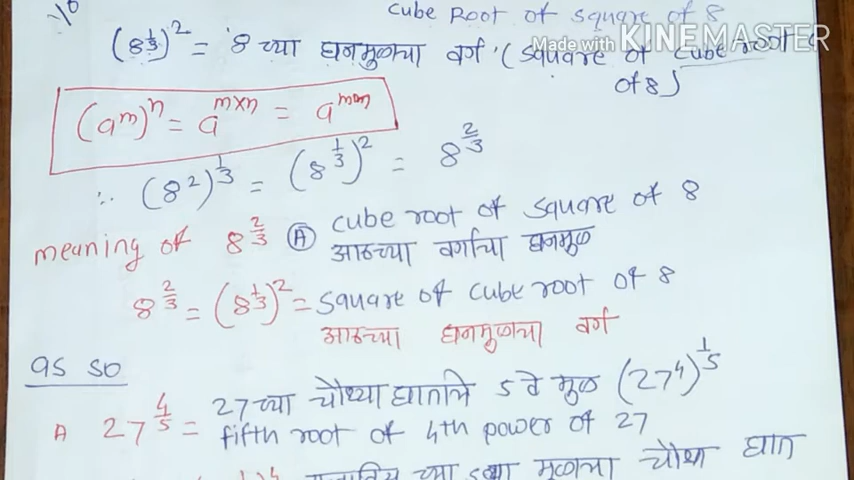 cube Root of square of 8
(8^{1/3})^2 = 8 च्या घनमुळाचा वर्ग (square of cube root of 8)
Made with KINEMASTER
(a^m)^n = a^{m×n} = a^{mn}
∴ (8^2)^{1/3} = (8^{1/3})^2 = 8^{2/3}
meaning of 8^{2/3} Ⓐ cube root of square of 8
आठच्या वर्गाचा घनमुळ
8^{2/3} = (8^{1/3})^2 = square of cube root of 8
आठच्या घनमुळाचा वर्ग
as so
A 27^{4/5} = 27च्या चौथ्या घाताचे 5 वे मुळ (27^4)^{1/5}
fifth root of 4th power of 27
च्या मुळाचा चौथा घात